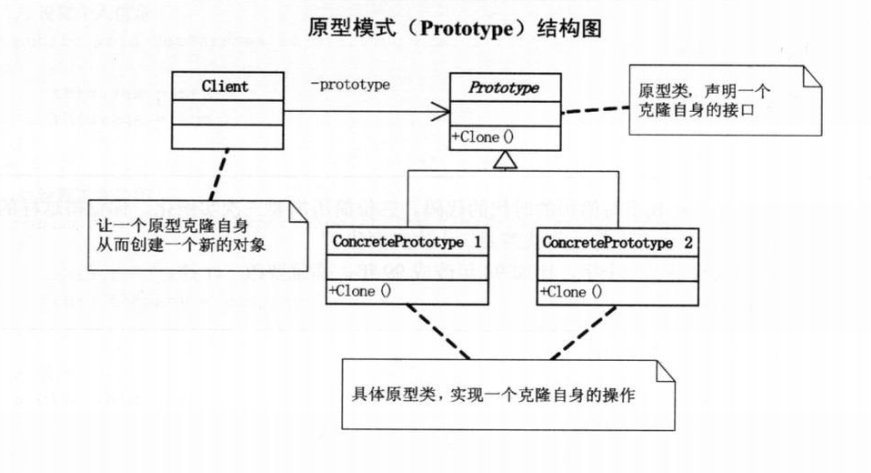 原型模式（Prototype）结构图
Client
-prototype
Prototype
+Clone()
原型类，声明一个
克隆自身的接口
让一个原型克隆自身
从而创建一个新的对象
ConcretePrototype 1
+Clone()
ConcretePrototype 2
+Clone()
具体原型类，实现一个克隆自身的操作